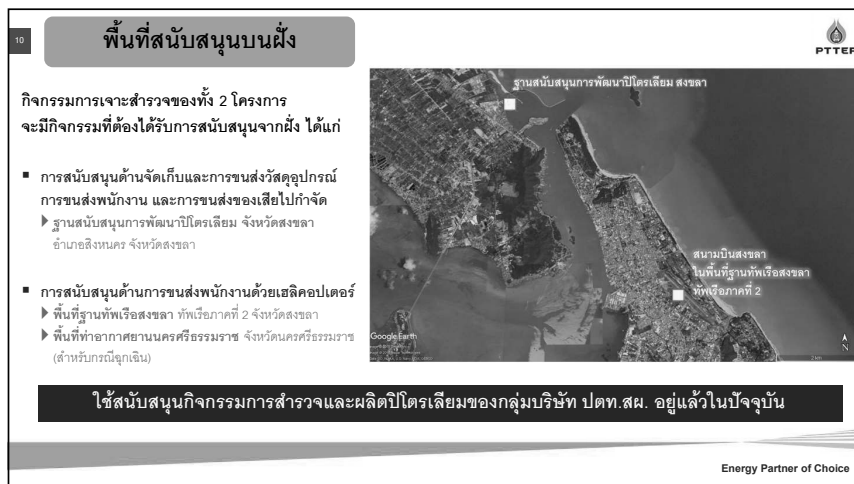 10
พื้นที่สนับสนุนบนฝั่ง
PTTEP
กิจกรรมการเจาะสำรวจของทั้ง 2 โครงการ
จะมีกิจกรรมที่ต้องได้รับการสนับสนุนจากฝั่ง ได้แก่
▪ การสนับสนุนด้านจัดเก็บและการขนส่งวัสดุอุปกรณ์
การขนส่งพนักงาน และการขนส่งของเสียไปกำจัด
▶ ฐานสนับสนุนการพัฒนาปิโตรเลียม จังหวัดสงขลา
อำเภอสิงหนคร จังหวัดสงขลา
▪ การสนับสนุนด้านการขนส่งพนักงานด้วยเฮลิคอปเตอร์
▶ พื้นที่ฐานทัพเรือสงขลา ทัพเรือภาคที่ 2 จังหวัดสงขลา
▶ พื้นที่ท่าอากาศยานนครศรีธรรมราช จังหวัดนครศรีธรรมราช
(สำหรับกรณีฉุกเฉิน)
ฐานสนับสนุนการพัฒนาปิโตรเลียม สงขลา
สนามบินสงขลา
ในพื้นที่ฐานทัพเรือสงขลา
ทัพเรือภาคที่ 2
Google Earth
N
2 km
ใช้สนับสนุนกิจกรรมการสำรวจและผลิตปิโตรเลียมของกลุ่มบริษัท ปตท.สผ. อยู่แล้วในปัจจุบัน
Energy Partner of Choice